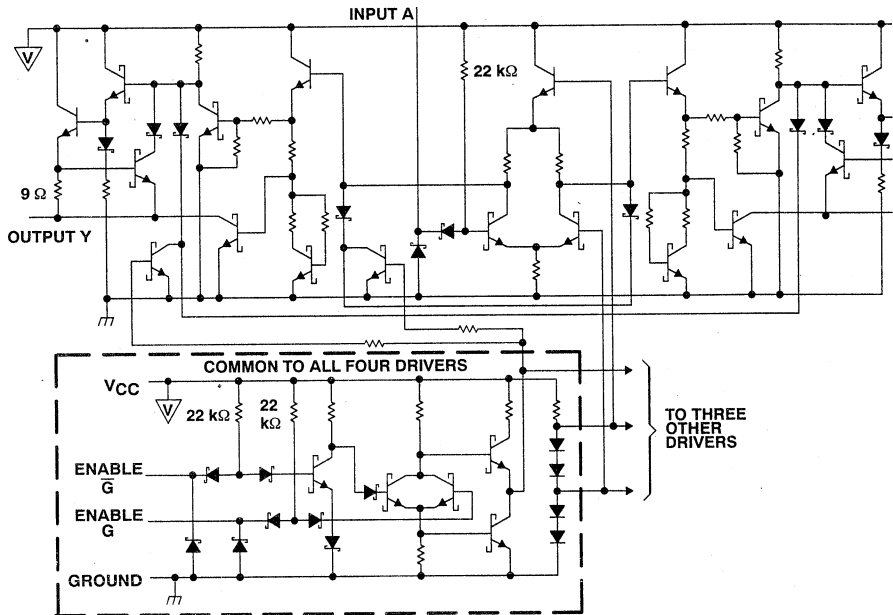 INPUT A
V
22 kΩ
9 Ω
OUTPUT Y
COMMON TO ALL FOUR DRIVERS
VCC
V
22 kΩ
22
kΩ
TO THREE
OTHER
DRIVERS
ENABLE
G̅
ENABLE
G
GROUND